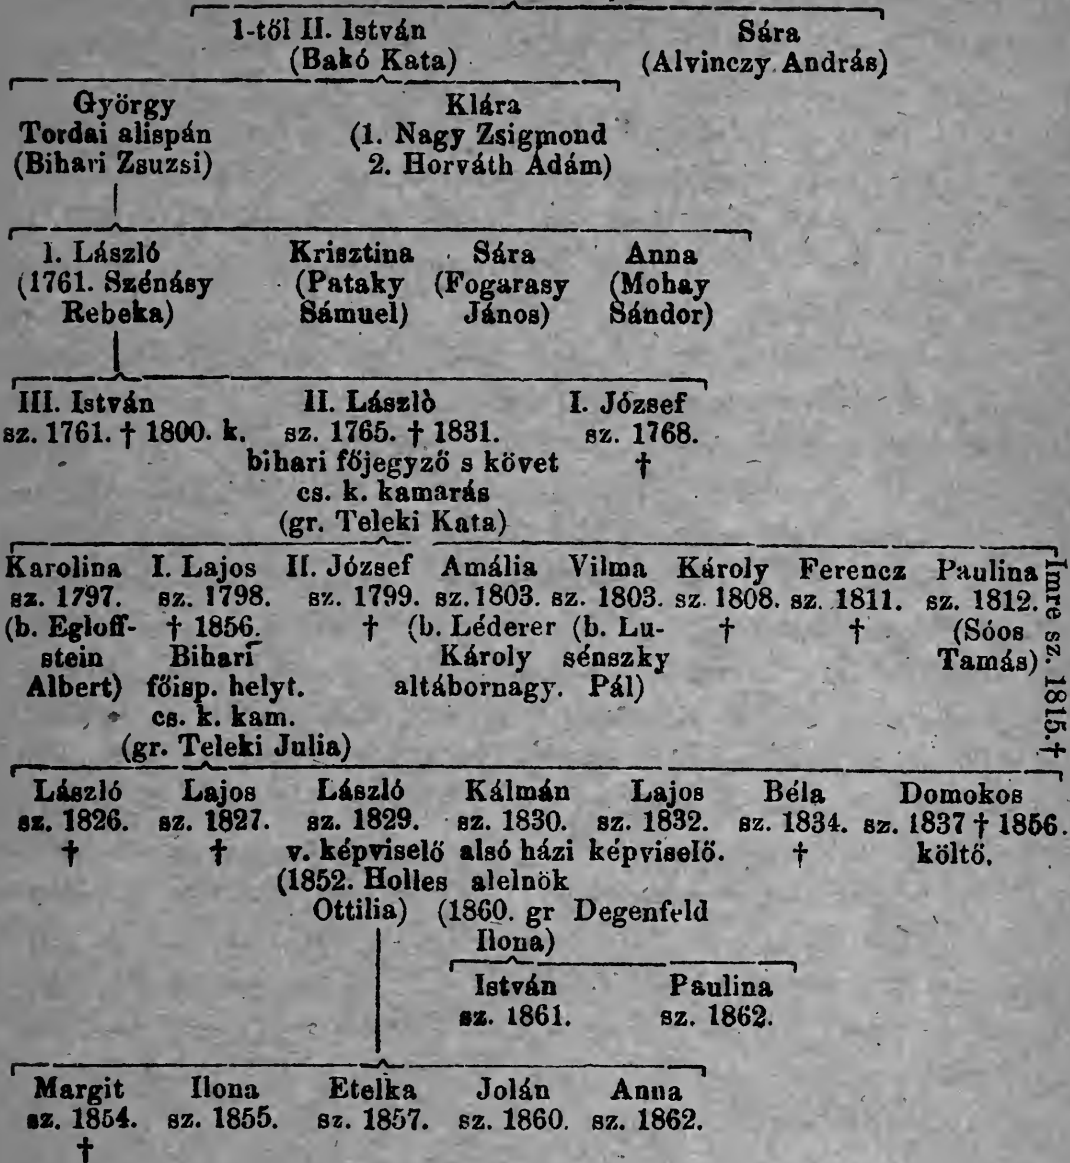 1-től II. István Sára
(Bakó Kata) (Alvinczy András)
György Klára
Tordai alispán (1. Nagy Zsigmond
(Bihari Zsuzsi) 2. Horváth Ádám)
I. László Krisztina Sára Anna
(1761. Szénásy (Pataky (Fogarasy (Mohay
Rebeka) Sámuel) János) Sándor)
III. István II. László I. József
sz. 1761. † 1800. k. sz. 1765. † 1831. sz. 1768.
bihari főjegyző s követ †
cs. k. kamarás
(gr. Teleki Kata)
Karolina I. Lajos II. József Amália Vilma Károly Ferencz Paulina
sz. 1797. sz. 1798. sz. 1799. sz. 1803. sz. 1803. sz. 1808. sz. 1811. sz. 1812.
(b. Egloff- † 1856. † (b. Léderer (b. Lu- † † (Sóos
stein Bihari Károly sénszky Tamás)
Albert) főisp. helyt. altábornagy. Pál)
cs. k. kam.
(gr. Teleki Julia)
Imre sz. 1815. †
László Lajos László Kálmán Lajos Béla Domokos
sz. 1826. sz. 1827. sz. 1829. sz. 1830. sz. 1832. sz. 1834. sz. 1837 † 1856.
† † v. képviselő alsó házi képviselő. † költő.
(1852. Holles alelnök
Ottilia) (1860. gr Degenfeld
Ilona)
István Paulina
sz. 1861. sz. 1862.
Margit Ilona Etelka Jolán Anna
sz. 1854. sz. 1855. sz. 1857. sz. 1860. sz. 1862.
†